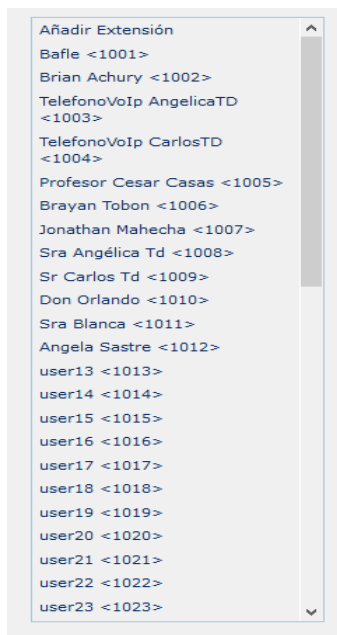 Añadir Extensión
Bafle <1001>
Brian Achury <1002>
TelefonoVoIp AngelicaTD
<1003>
TelefonoVoIp CarlosTD
<1004>
Profesor Cesar Casas <1005>
Brayan Tobon <1006>
Jonathan Mahecha <1007>
Sra Angélica Td <1008>
Sr Carlos Td <1009>
Don Orlando <1010>
Sra Blanca <1011>
Angela Sastre <1012>
user13 <1013>
user14 <1014>
user15 <1015>
user16 <1016>
user17 <1017>
user18 <1018>
user19 <1019>
user20 <1020>
user21 <1021>
user22 <1022>
user23 <1023>